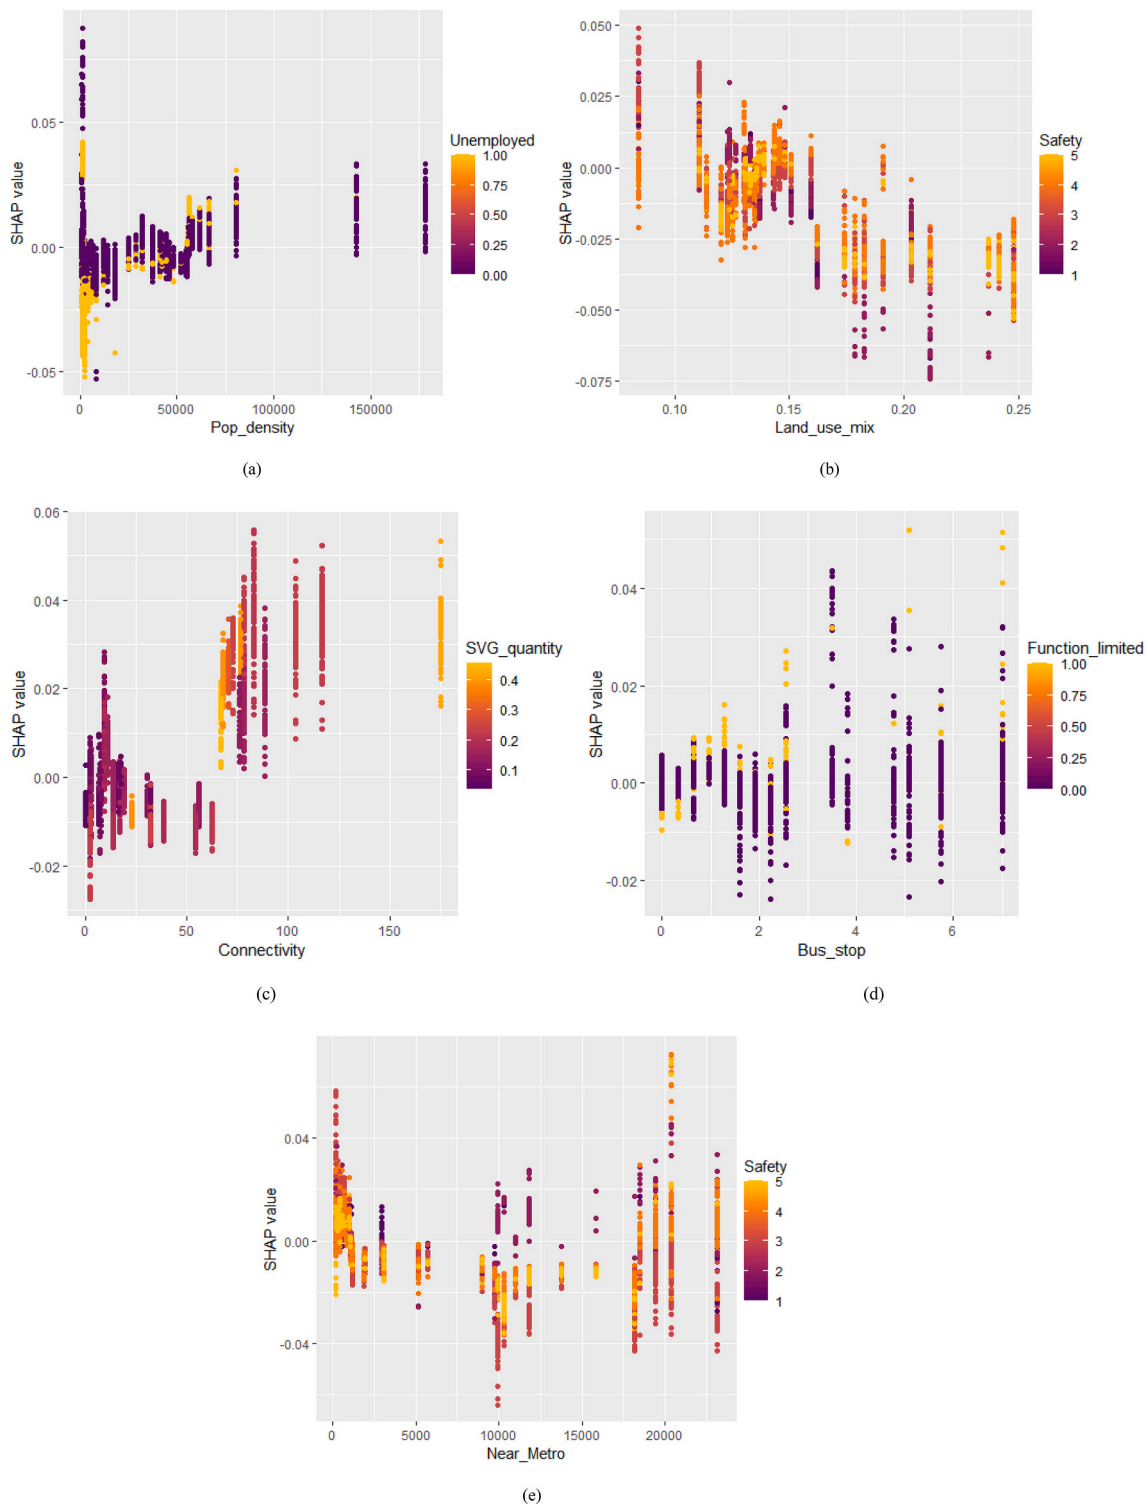 0.05
0.00
-0.05
SHAP value
0 50000 100000 150000
Pop_density
Unemployed
1.00
0.75
0.50
0.25
0.00
(a)
0.050
0.025
0.000
-0.025
-0.050
-0.075
SHAP value
0.10 0.15 0.20 0.25
Land_use_mix
Safety
5
4
3
2
1
(b)
0.06
0.04
0.02
0.00
-0.02
SHAP value
0 50 100 150
Connectivity
SVG_quantity
0.4
0.3
0.2
0.1
(c)
0.04
0.02
0.00
-0.02
SHAP value
0 2 4 6
Bus_stop
Function_limited
1.00
0.75
0.50
0.25
0.00
(d)
0.04
0.00
-0.04
SHAP value
0 5000 10000 15000 20000
Near_Metro
Safety
5
4
3
2
1
(e)